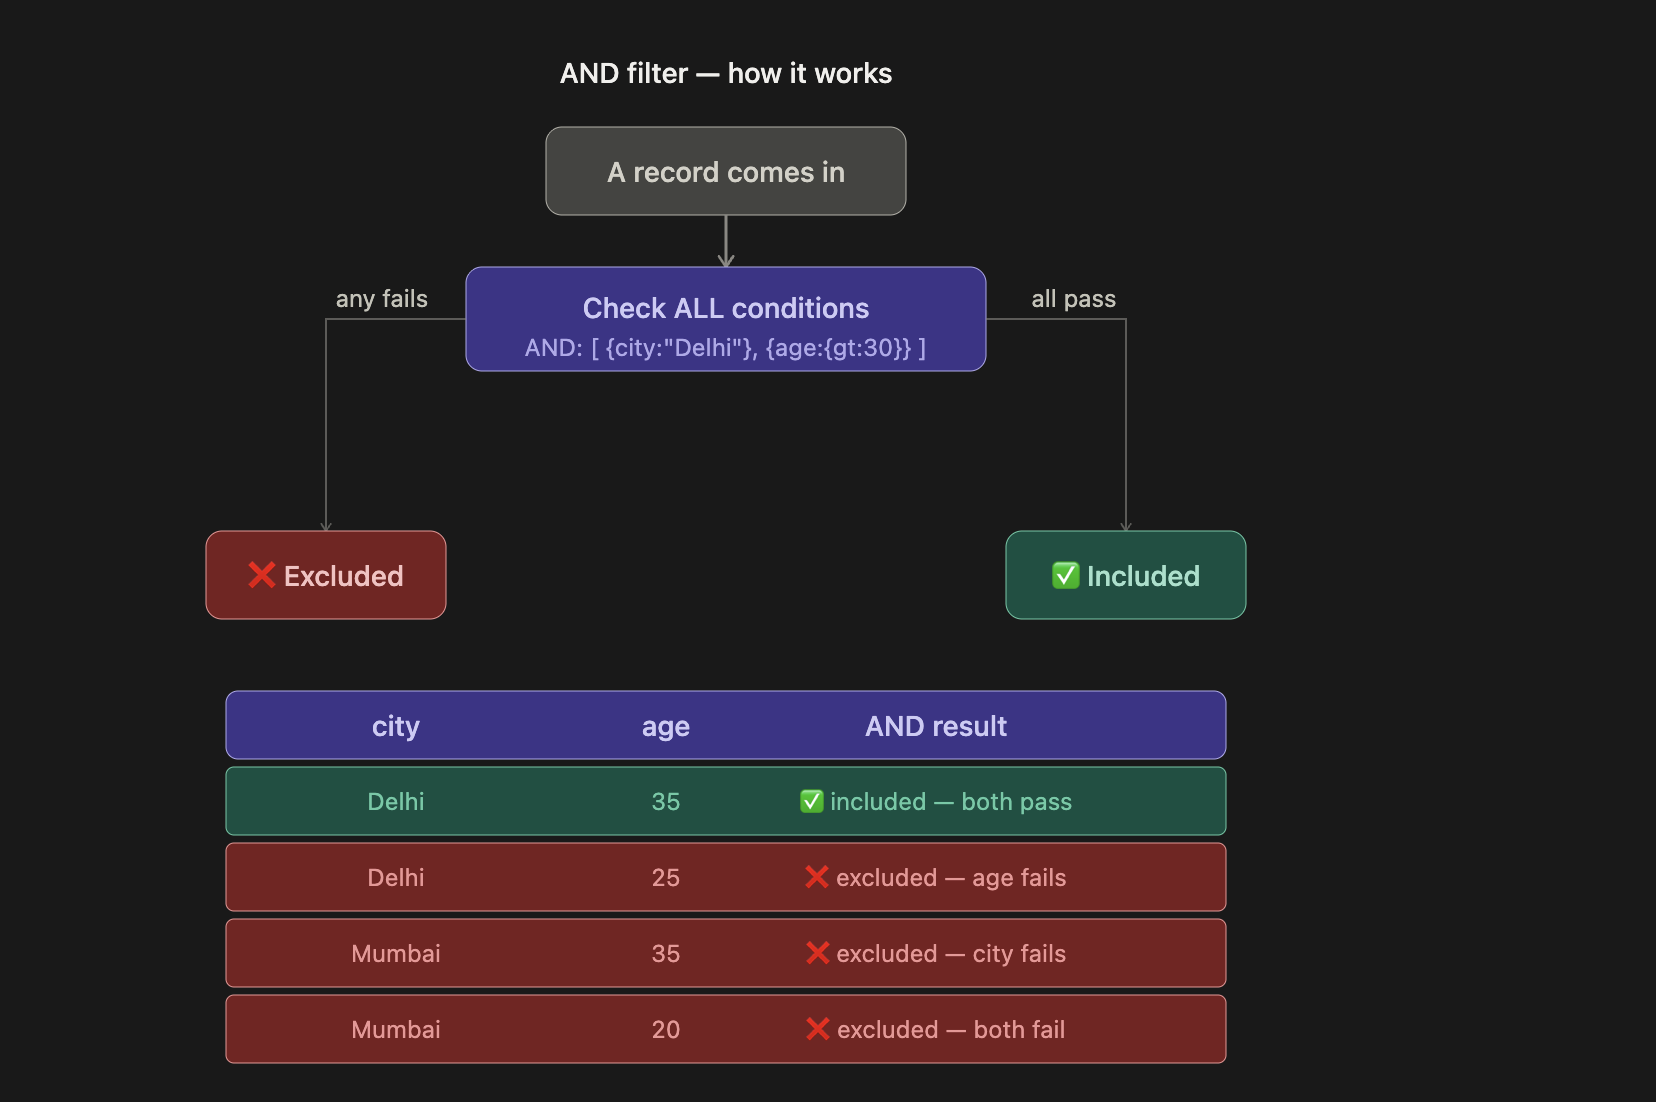 AND filter — how it works
A record comes in
any fails
Check ALL conditions
all pass
AND: [ {city:"Delhi"}, {age:{gt:30}} ]
❌ Excluded
✅ Included
city age AND result
Delhi 35 ✅ included — both pass
Delhi 25 ❌ excluded — age fails
Mumbai 35 ❌ excluded — city fails
Mumbai 20 ❌ excluded — both fail